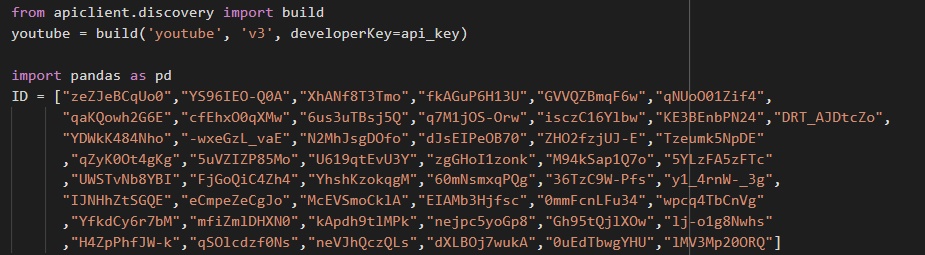 from apiclient.discovery import build
youtube = build('youtube', 'v3', developerKey=api_key)
import pandas as pd
ID = ["zeZJeBCqUo0","YS96IEO-Q0A","XhANf8T3Tmo","fkAGuP6H13U","GVVQZBmqF6w","qNUoO01Zif4",
"qaKQowh2G6E","cfEhxO0qXMw","6us3uTBsj5Q","q7M1jOS-Orw","isczC16Y1bw","KE3BEnbPN24","DRT_AJDtcZo",
"YDWkK484Nho","-wxeGzL_vaE","N2MhJsgDOfo","dJsEIPeOB70","ZHO2fzjUJ-E","Tzeumk5NpDE"
,"qZyK0Ot4gKg","5uVZIZP85Mo","U619qtEvU3Y","zgGHoI1zonk","M94kSap1Q7o","5YLzFA5zFTc"
,"UWSTvNb8YBI","FjGoQiC4Zh4","YhshKzokqgM","60mNsmxqPQg","36TzC9W-Pfs","y1_4rnW-_3g",
"IJNHhZtSGQE","eCmpeZeCgJo","McEVSmoCklA","EIAMb3Hjfsc","0mmFcnLFu34","wpcq4TbCnVg"
,"YfkdCy6r7bM","mfiZmlDHXN0","kApdh9tlMPk","nejpc5yoGp8","Gh95tQjlXOw","lj-o1g8Nwhs"
,"H4ZpPhfJW-k","qSOlcdzf0Ns","neVJhQczQLs","dXLBOj7wukA","0uEdTbwgYHU","lMV3Mp20ORQ"]